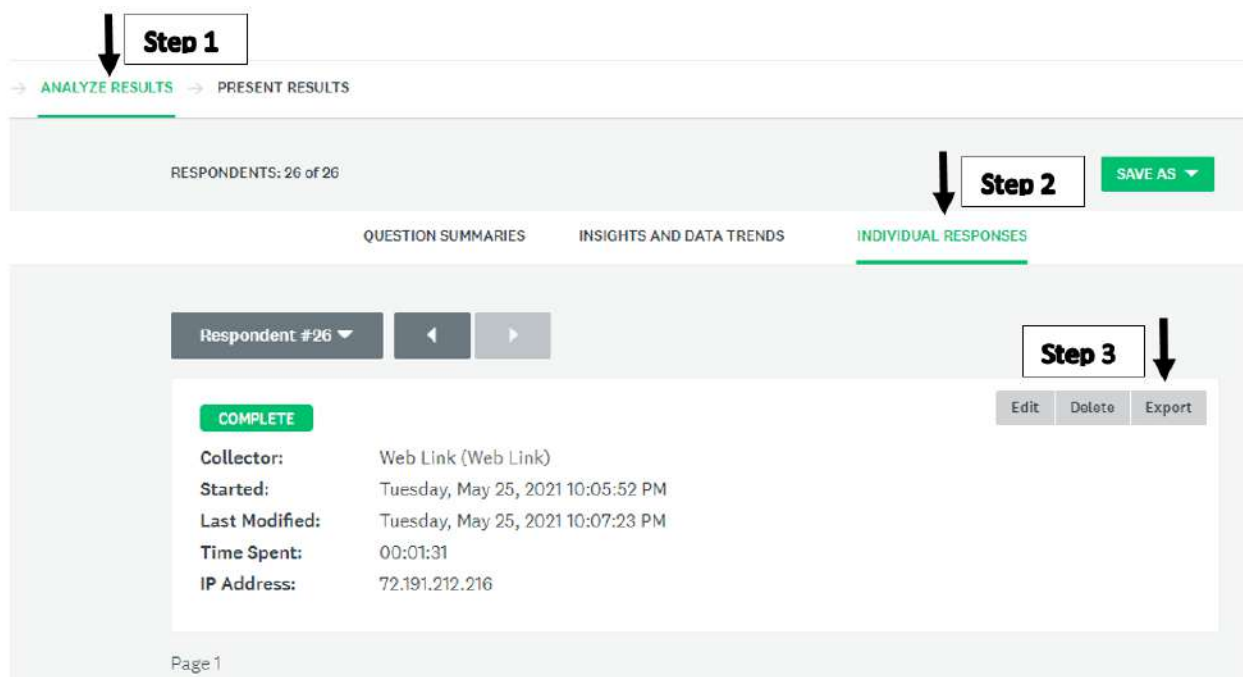 Step 1
ANALYZE RESULTS → PRESENT RESULTS
RESPONDENTS: 26 of 26
Step 2
SAVE AS
QUESTION SUMMARIES INSIGHTS AND DATA TRENDS INDIVIDUAL RESPONSES
Respondent #26
Step 3
Edit Delete Export
COMPLETE
Collector: Web Link (Web Link)
Started: Tuesday, May 25, 2021 10:05:52 PM
Last Modified: Tuesday, May 25, 2021 10:07:23 PM
Time Spent: 00:01:31
IP Address: 72.191.212.216
Page 1